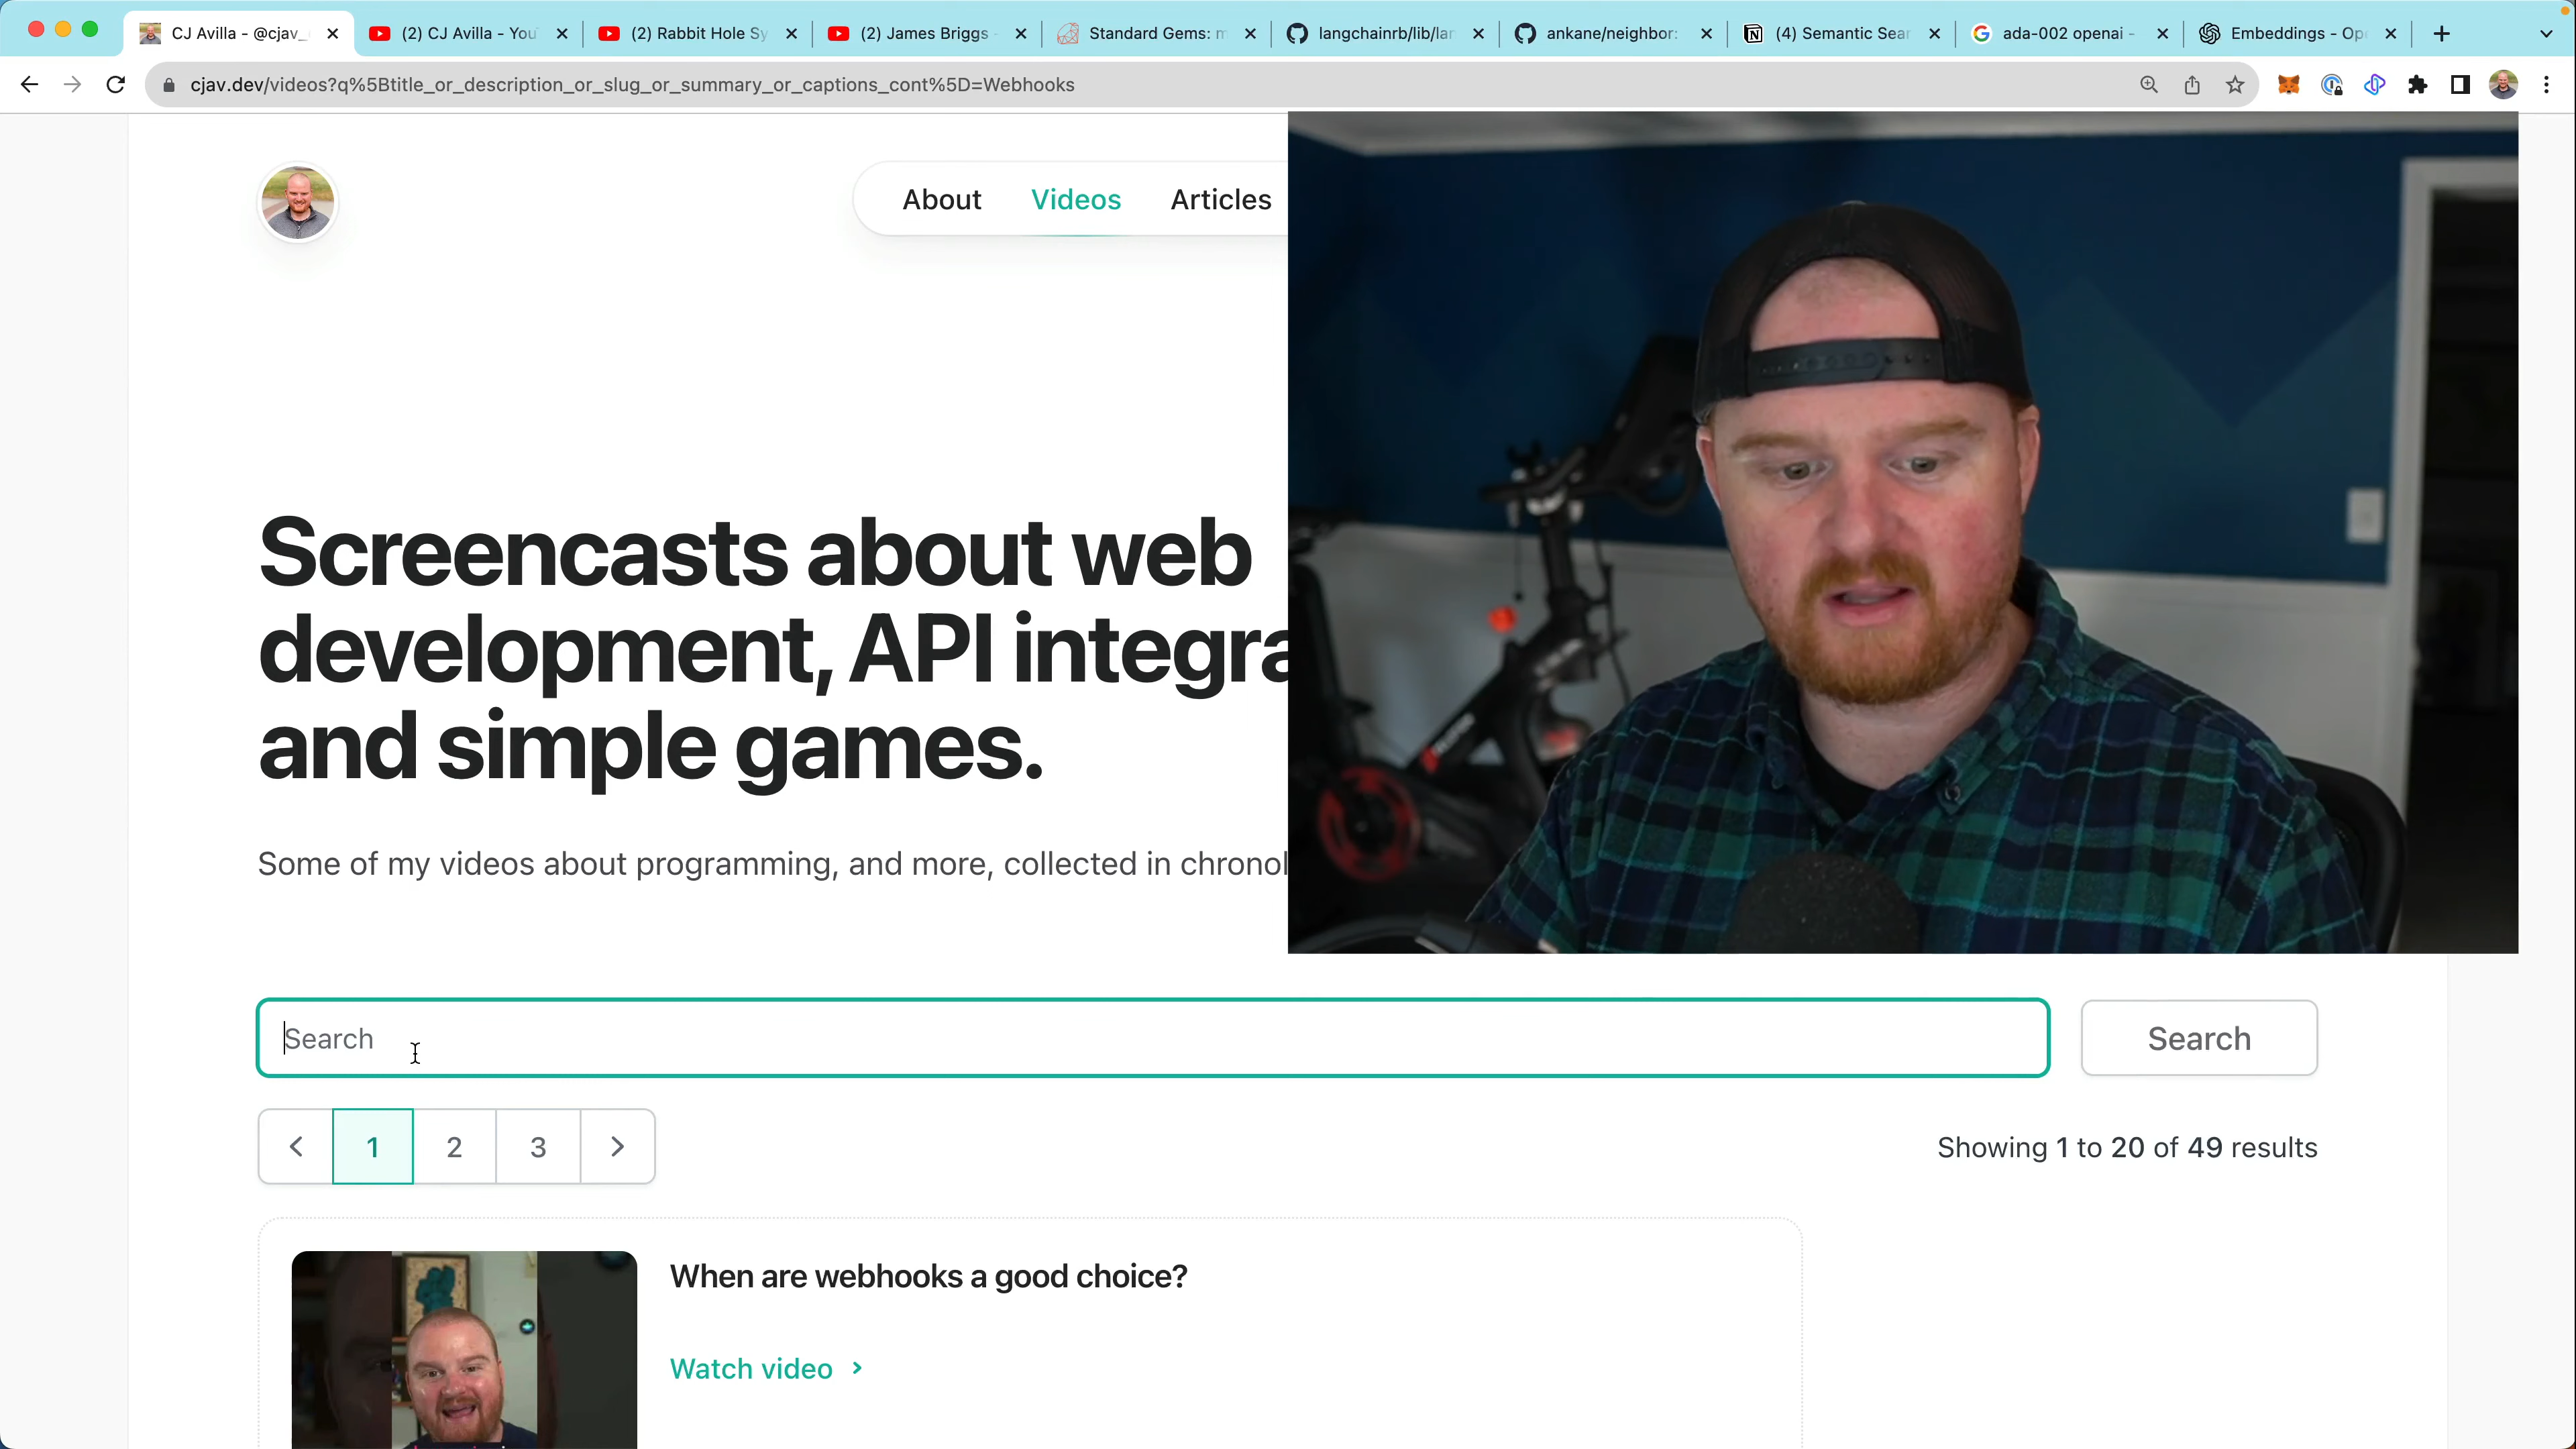 CJ Avilla - @cjav_
(2) CJ Avilla - You
(2) Rabbit Hole Sy
(2) James Briggs -
Standard Gems: m
langchainrb/lib/lan
ankane/neighbor:
(4) Semantic Sear
ada-002 openai -
Embeddings - Op
cjav.dev/videos?q%5Btitle_or_description_or_slug_or_summary_or_captions_cont%5D=Webhooks
About
Videos
Articles
Screencasts about web
development, API integra
and simple games.
Some of my videos about programming, and more, collected in chronol
Search
Search
1
2
3
Showing 1 to 20 of 49 results
When are webhooks a good choice?
Watch video